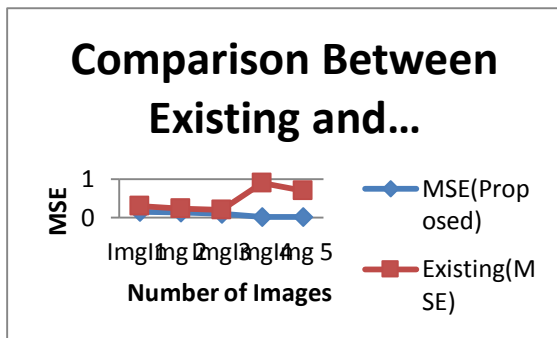 Comparison Between
Existing and...
MSE
1
0
Img 1 Img 2 Img 3 Img 4 Img 5
Number of Images
MSE(Prop
osed)
Existing(M
SE)